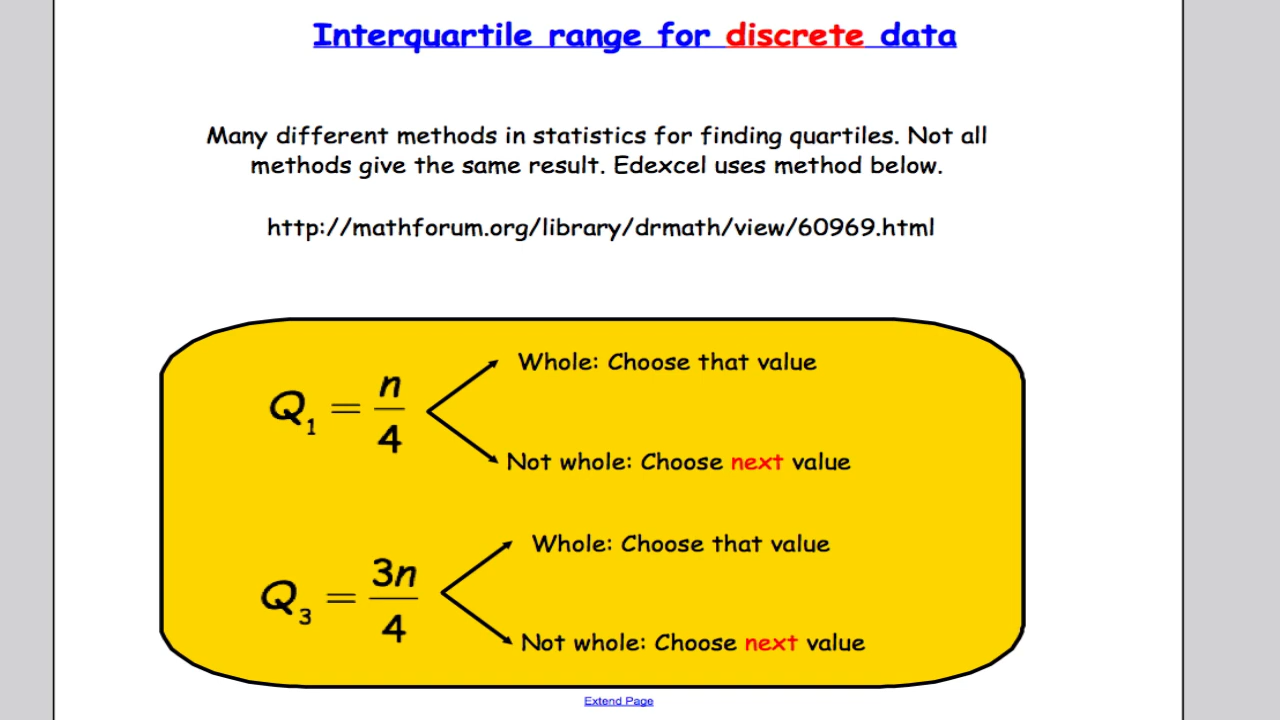 Interquartile range for discrete data
Many different methods in statistics for finding quartiles. Not all
methods give the same result. Edexcel uses method below.
http://mathforum.org/library/drmath/view/60969.html
Whole: Choose that value
Q₁ = n/4
Not whole: Choose next value
Whole: Choose that value
Q₃ = 3n/4
Not whole: Choose next value
Extend Page